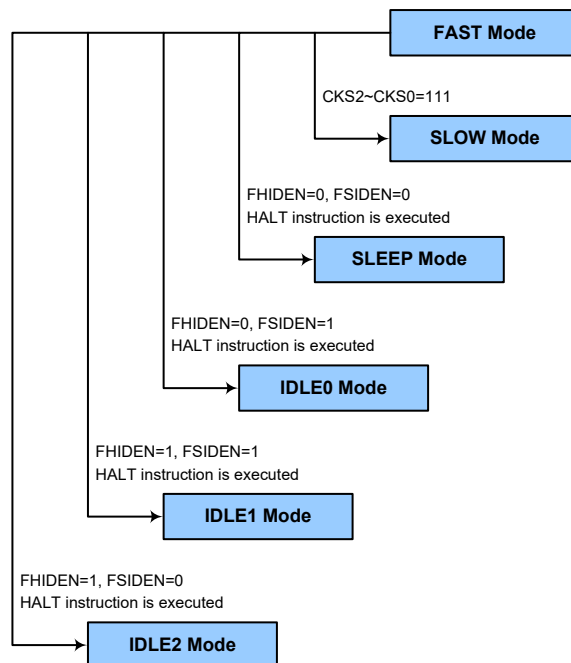 FAST Mode
CKS2~CKS0=111
SLOW Mode
FHIDEN=0, FSIDEN=0
HALT instruction is executed
SLEEP Mode
FHIDEN=0, FSIDEN=1
HALT instruction is executed
IDLE0 Mode
FHIDEN=1, FSIDEN=1
HALT instruction is executed
IDLE1 Mode
FHIDEN=1, FSIDEN=0
HALT instruction is executed
IDLE2 Mode